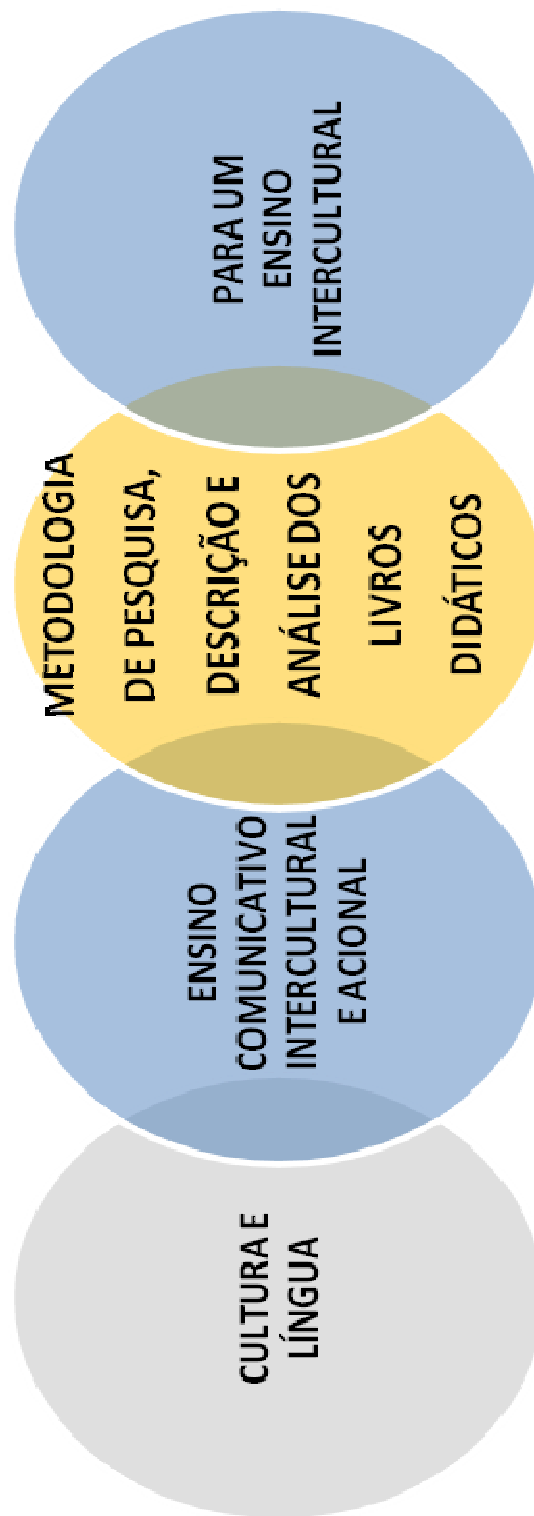 CULTURA E
LÍNGUA
ENSINO
COMUNICATIVO
INTERCULTURAL
E ACIONAL
METODOLOGIA
DE PESQUISA,
DESCRIÇÃO E
ANÁLISE DOS
LIVROS
DIDÁTICOS
PARA UM
ENSINO
INTERCULTURAL